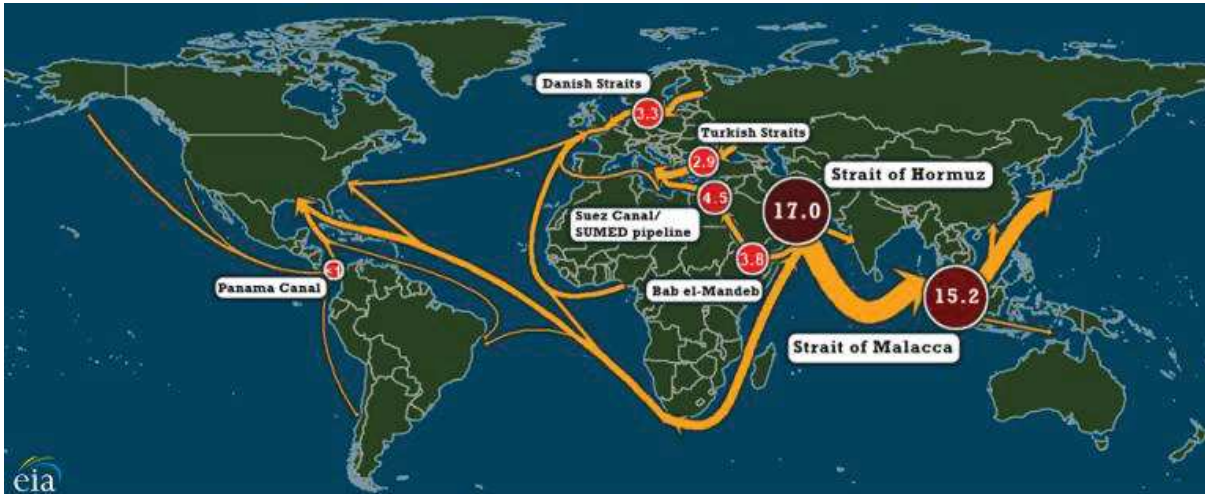 Danish Straits
3.3
Turkish Straits
2.9
Strait of Hormuz
4.5
17.0
Suez Canal/
SUMED pipeline
3.8
Panama Canal
Bab el-Mandeb
15.2
Strait of Malacca
eia